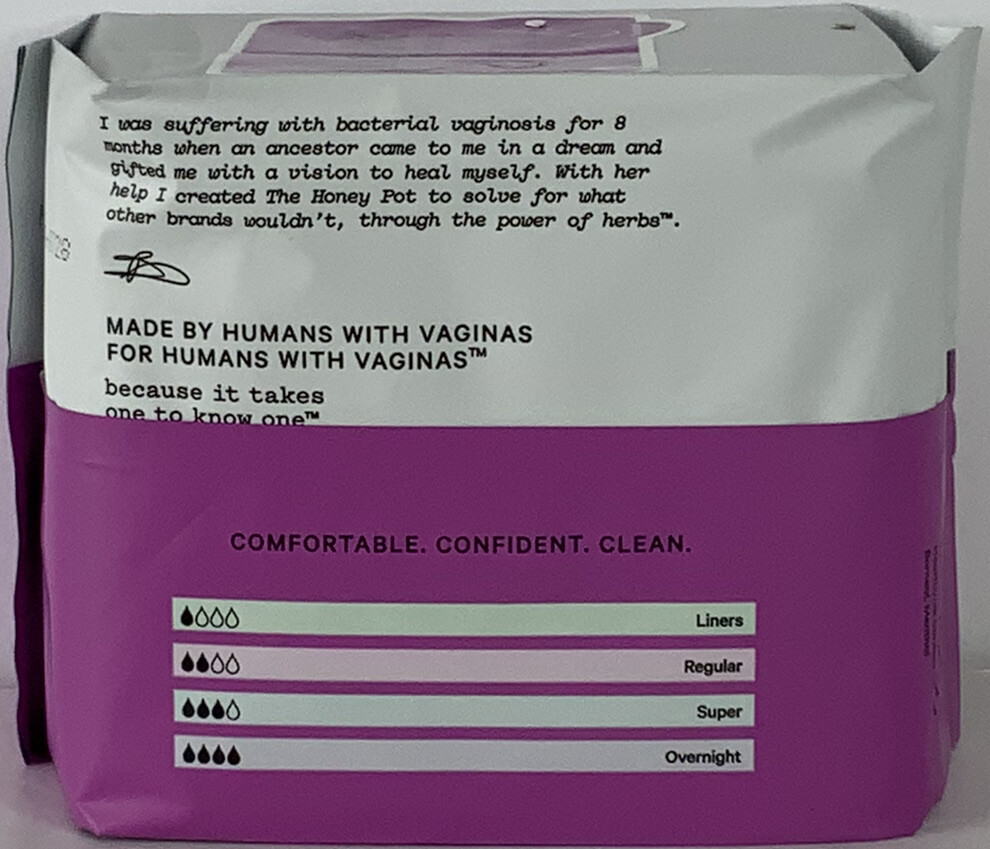 I was suffering with bacterial vaginosis for 8
months when an ancestor came to me in a dream and
gifted me with a vision to heal myself. With her
help I created The Honey Pot to solve for what
other brands wouldn't, through the power of herbs™.
MADE BY HUMANS WITH VAGINAS
FOR HUMANS WITH VAGINAS™
because it takes
one to know one™
COMFORTABLE. CONFIDENT. CLEAN.
Liners
Regular
Super
Overnight